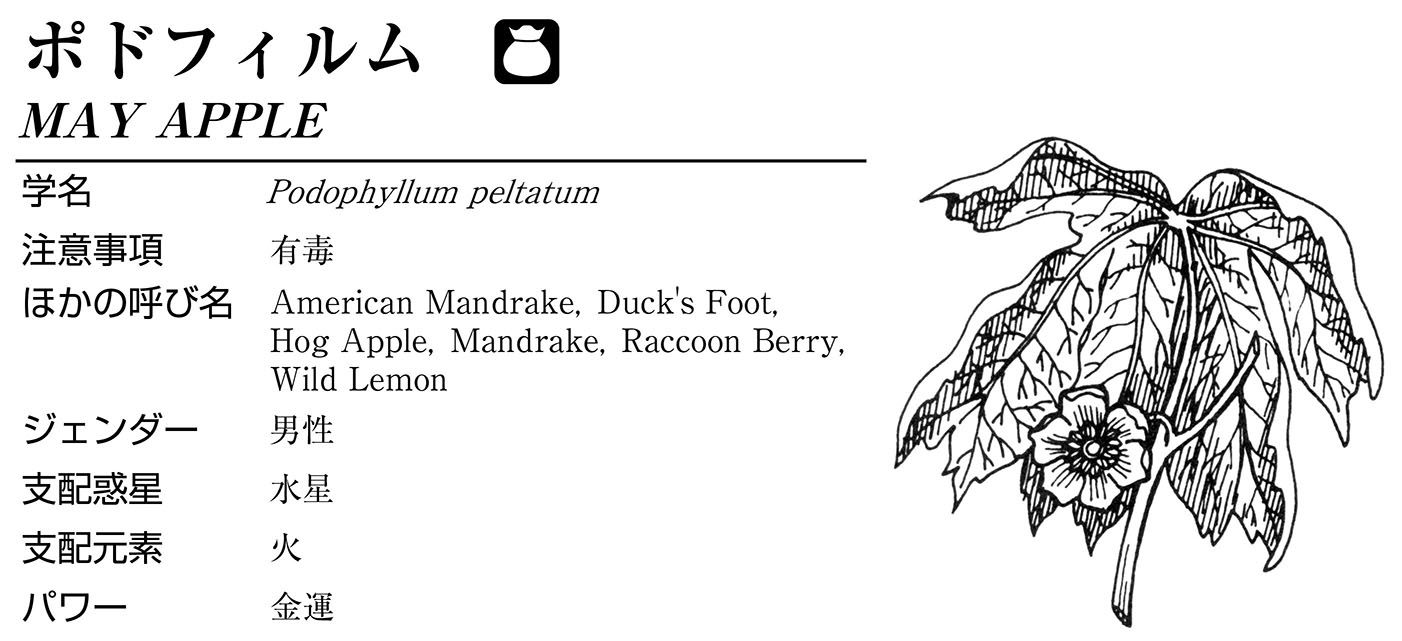 ポドフィルム
MAY APPLE
学名 Podophyllum peltatum
注意事項 有毒
ほかの呼び名 American Mandrake, Duck's Foot,
Hog Apple, Mandrake, Raccoon Berry,
Wild Lemon
ジェンダー 男性
支配惑星 水星
支配元素 火
パワー 金運